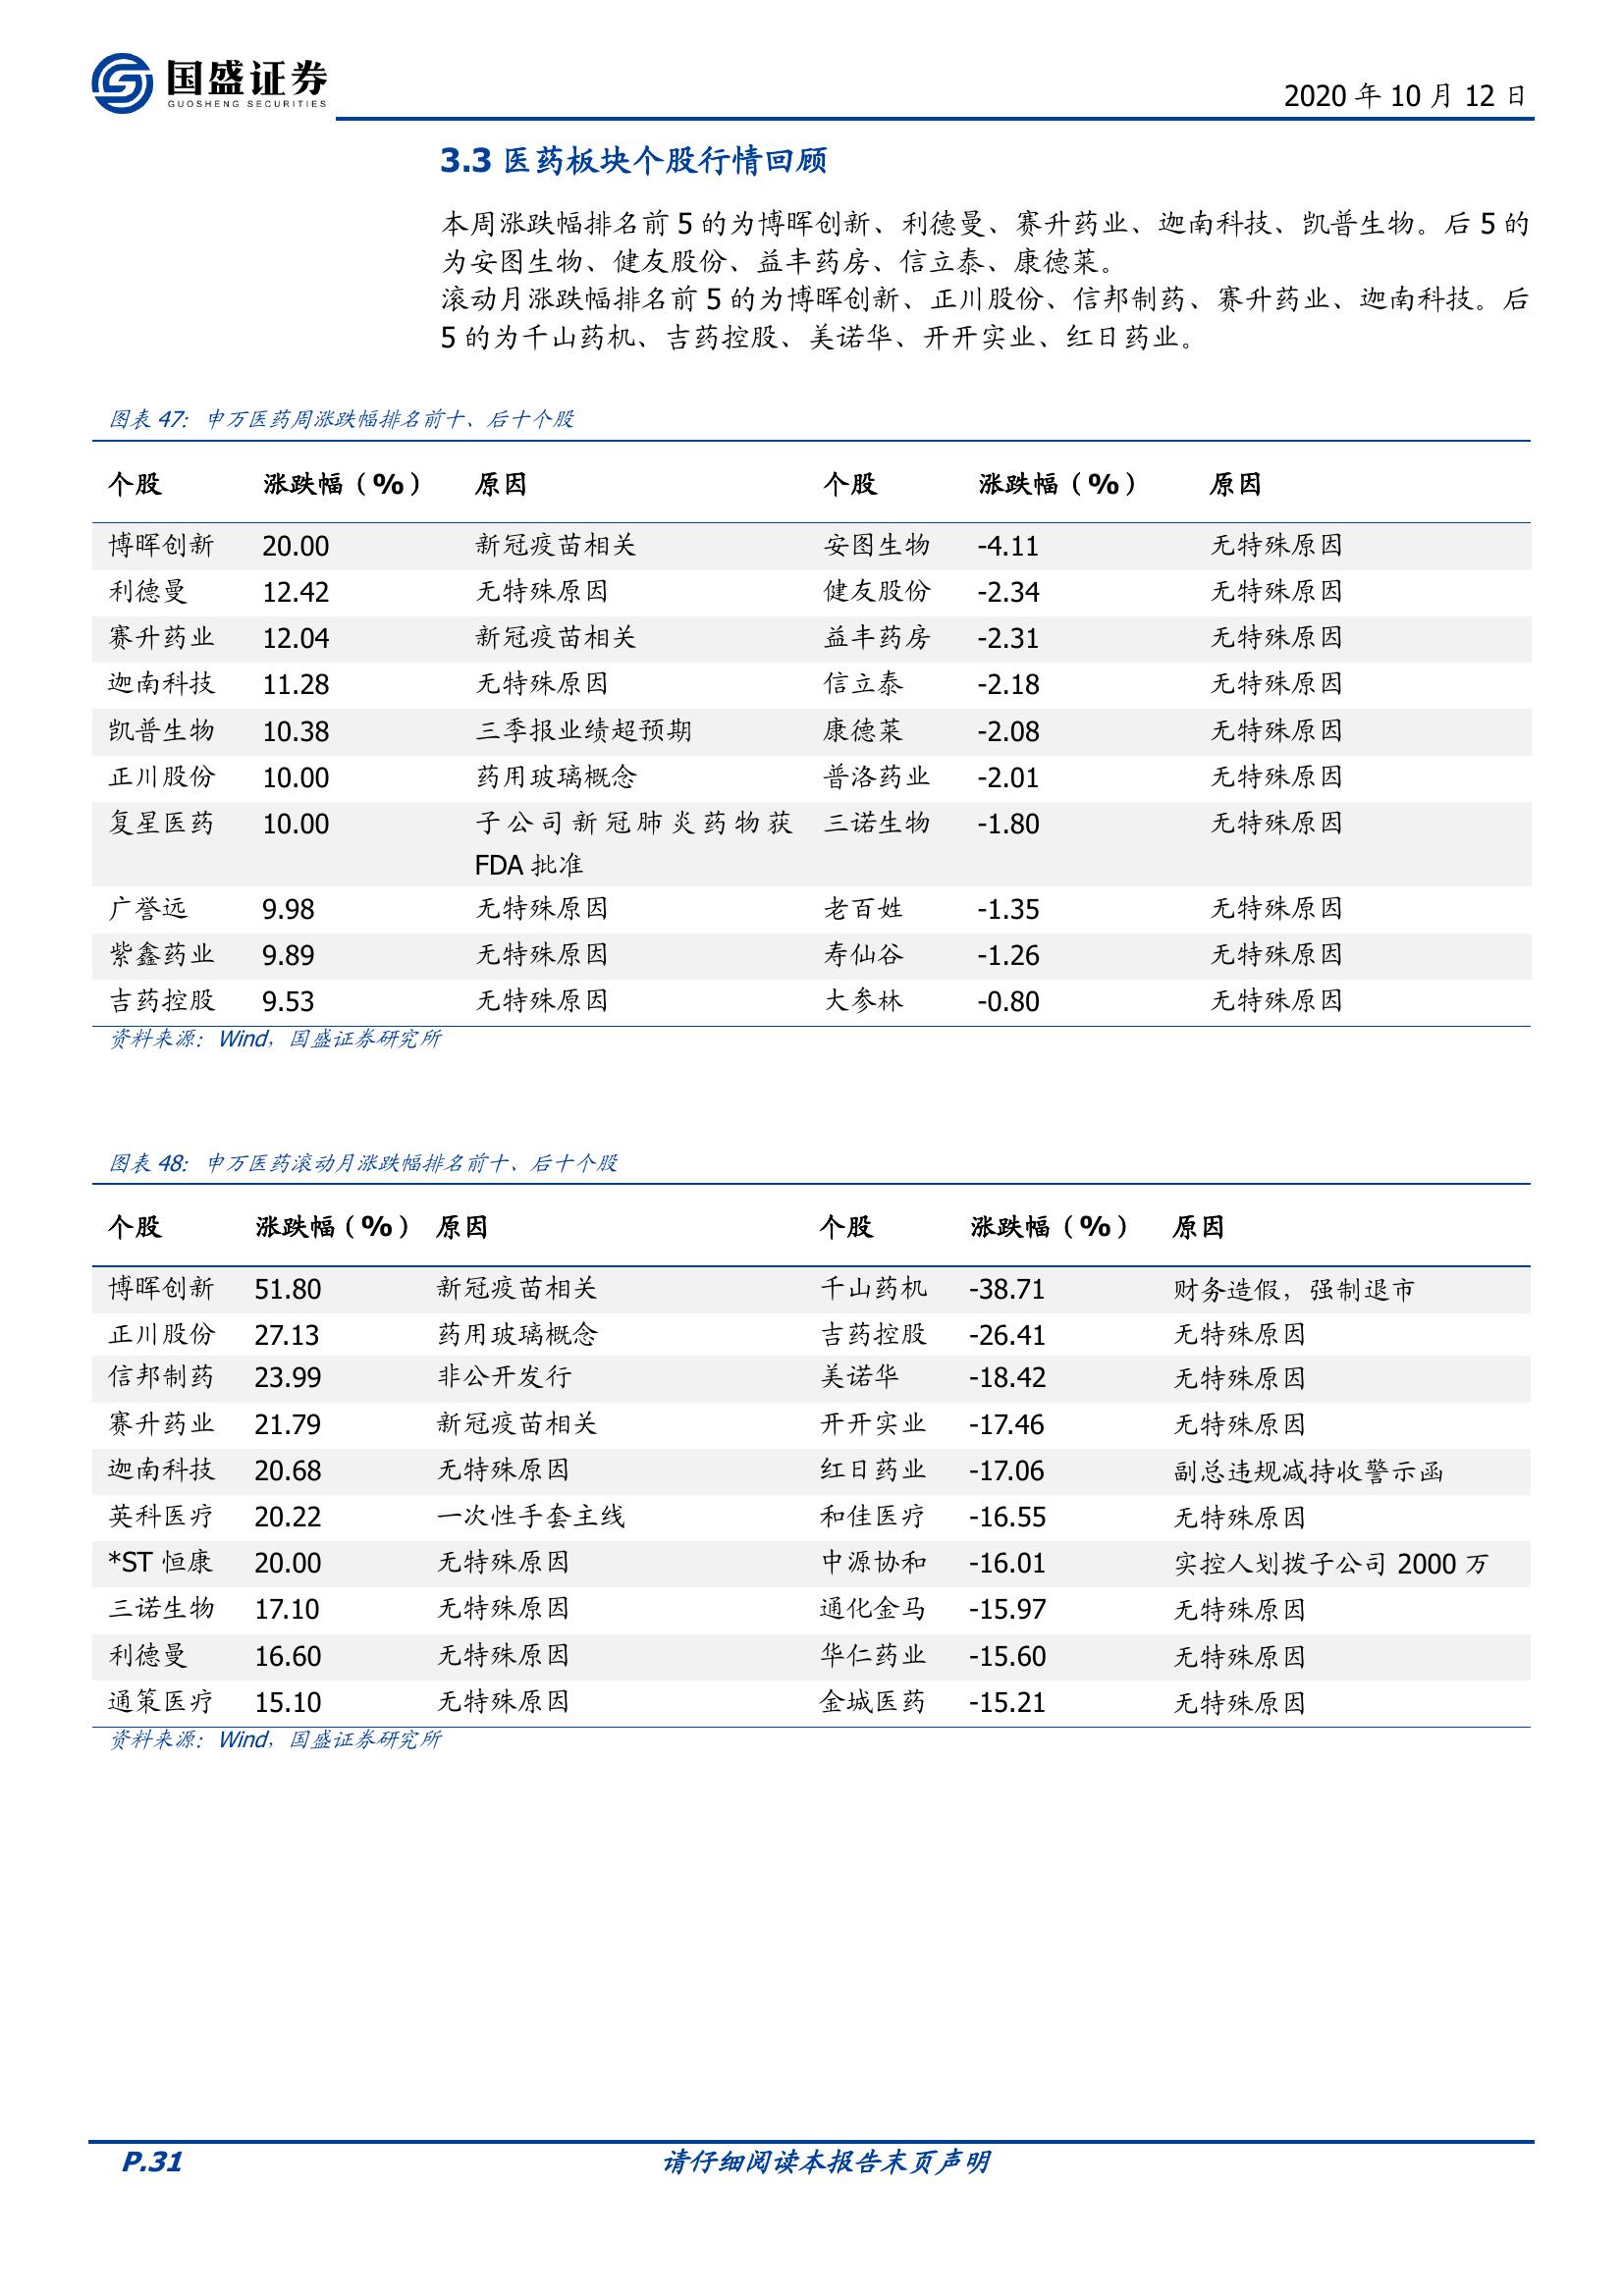 国盛证券
GUOSHENG SECURITIES
2020 年 10 月 12 日
3.3 医药板块个股行情回顾
本周涨跌幅排名前 5 的为博晖创新、利德曼、赛升药业、迦南科技、凯普生物。后 5 的
为安图生物、健友股份、益丰药房、信立泰、康德莱。
滚动月涨跌幅排名前 5 的为博晖创新、正川股份、信邦制药、赛升药业、迦南科技。后
5 的为千山药机、吉药控股、美诺华、开开实业、红日药业。
图表 47: 申万医药周涨跌幅排名前十、后十个股
个股 涨跌幅（%） 原因 个股 涨跌幅（%） 原因
博晖创新 20.00 新冠疫苗相关 安图生物 -4.11 无特殊原因
利德曼 12.42 无特殊原因 健友股份 -2.34 无特殊原因
赛升药业 12.04 新冠疫苗相关 益丰药房 -2.31 无特殊原因
迦南科技 11.28 无特殊原因 信立泰 -2.18 无特殊原因
凯普生物 10.38 三季报业绩超预期 康德莱 -2.08 无特殊原因
正川股份 10.00 药用玻璃概念 普洛药业 -2.01 无特殊原因
复星医药 10.00 子公司新冠肺炎药物获 三诺生物 -1.80 无特殊原因
FDA 批准
广誉远 9.98 无特殊原因 老百姓 -1.35 无特殊原因
紫鑫药业 9.89 无特殊原因 寿仙谷 -1.26 无特殊原因
吉药控股 9.53 无特殊原因 大参林 -0.80 无特殊原因
资料来源：Wind，国盛证券研究所
图表 48: 申万医药滚动月涨跌幅排名前十、后十个股
个股 涨跌幅（%） 原因 个股 涨跌幅（%） 原因
博晖创新 51.80 新冠疫苗相关 千山药机 -38.71 财务造假，强制退市
正川股份 27.13 药用玻璃概念 吉药控股 -26.41 无特殊原因
信邦制药 23.99 非公开发行 美诺华 -18.42 无特殊原因
赛升药业 21.79 新冠疫苗相关 开开实业 -17.46 无特殊原因
迦南科技 20.68 无特殊原因 红日药业 -17.06 副总违规减持收警示函
英科医疗 20.22 一次性手套主线 和佳医疗 -16.55 无特殊原因
*ST 恒康 20.00 无特殊原因 中源协和 -16.01 实控人划拨子公司 2000 万
三诺生物 17.10 无特殊原因 通化金马 -15.97 无特殊原因
利德曼 16.60 无特殊原因 华仁药业 -15.60 无特殊原因
通策医疗 15.10 无特殊原因 金城医药 -15.21 无特殊原因
资料来源：Wind，国盛证券研究所
P.31 请仔细阅读本报告末页声明